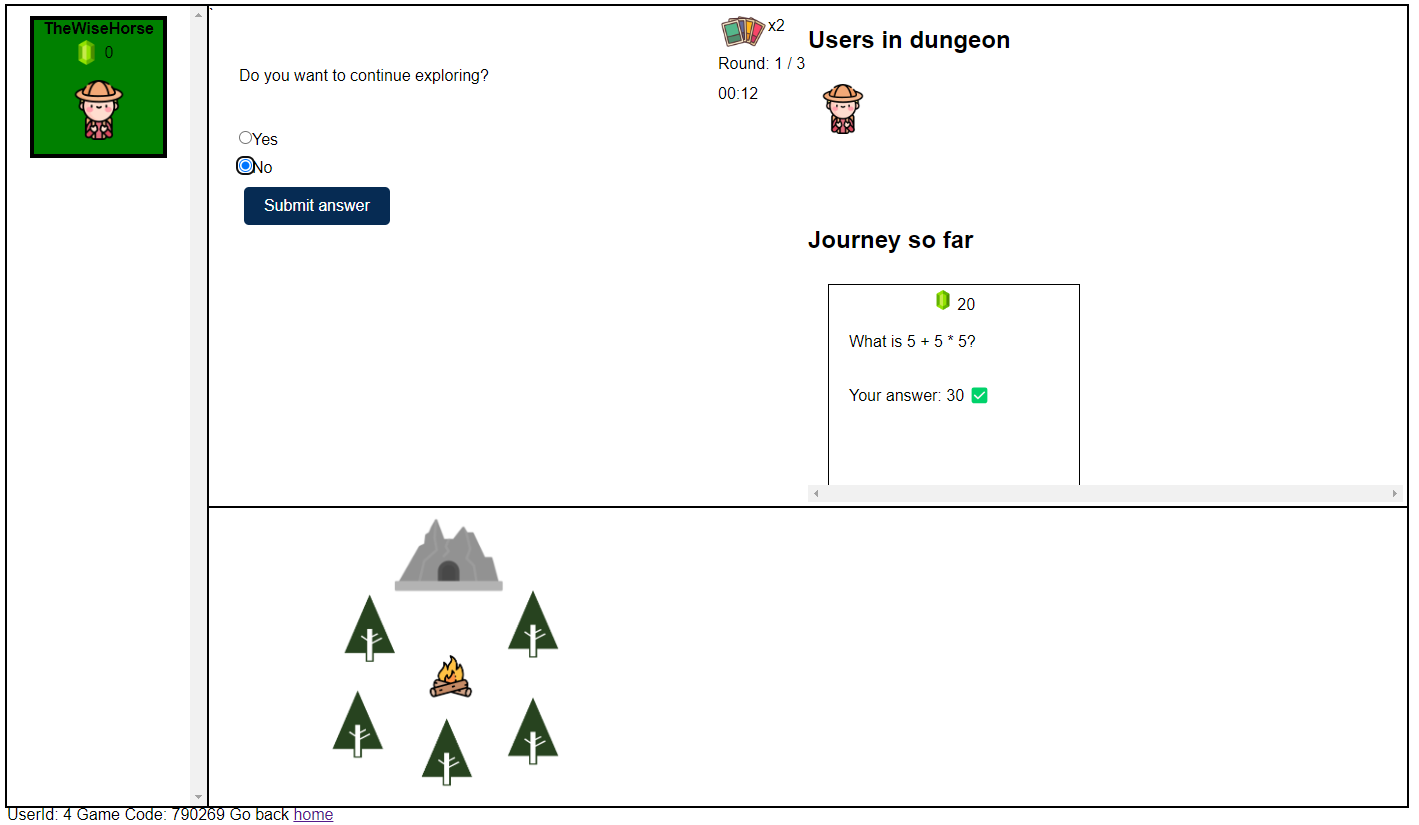 TheWiseHorse
0
`
Do you want to continue exploring?
Yes
No
Submit answer
x2
Round: 1 / 3
00:12
Users in dungeon
Journey so far
20
What is 5 + 5 * 5?
Your answer: 30
UserId: 4 Game Code: 790269 Go back home